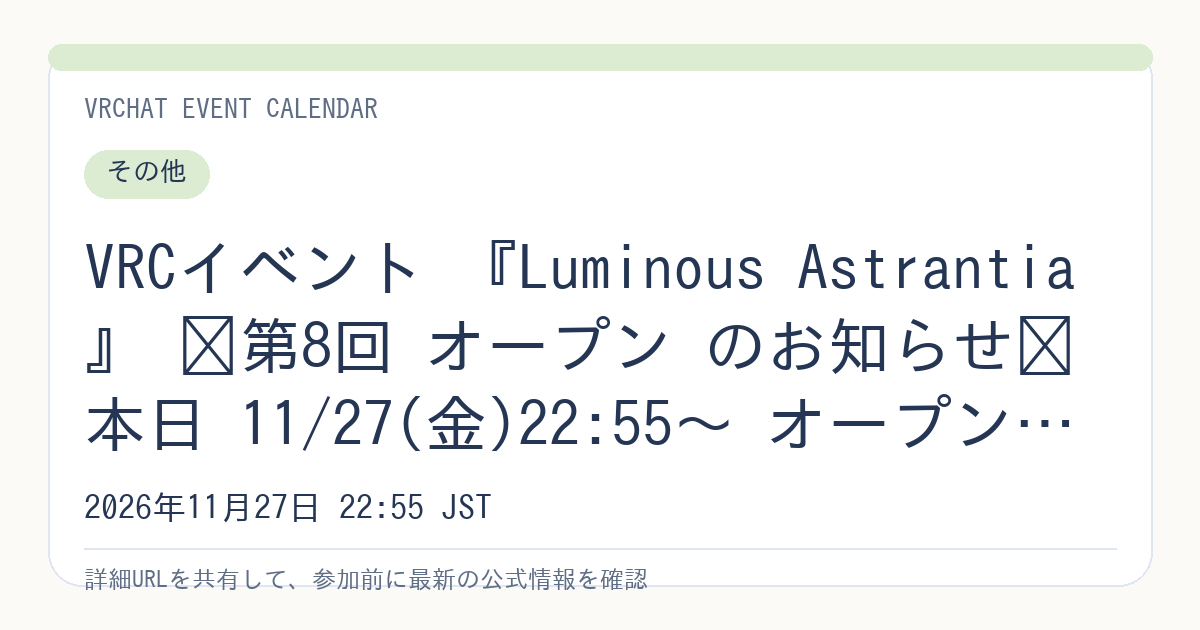 VRCHAT EVENT CALENDAR
その他
VRCイベント 『Luminous Astrantia
』 第8回 オープン のお知らせ
本日 11/27(金)22:55〜 オープン…
2026年11月27日 22:55 JST
詳細URLを共有して、参加前に最新の公式情報を確認